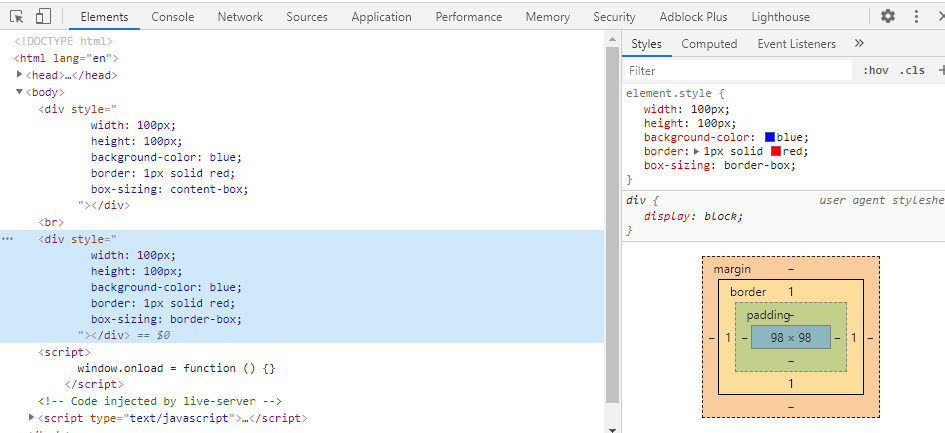 Elements Console Network Sources Application Performance Memory Security Adblock Plus Lighthouse
<!DOCTYPE html>
<html lang="en">
<head>…</head>
<body>
<div style="
width: 100px;
height: 100px;
background-color: blue;
border: 1px solid red;
box-sizing: content-box;
"></div>
<br>
<div style="
width: 100px;
height: 100px;
background-color: blue;
border: 1px solid red;
box-sizing: border-box;
"></div> == $0
<script>
window.onload = function () {}
</script>
<!-- Code injected by live-server -->
<script type="text/javascript">…</script>
Styles Computed Event Listeners »
Filter :hov .cls +
element.style {
width: 100px;
height: 100px;
background-color: blue;
border: 1px solid red;
box-sizing: border-box;
}
div { user agent styleshe
display: block;
}
margin –
border 1
padding –
– 1 – 98 × 98 – 1 –
–
1
–